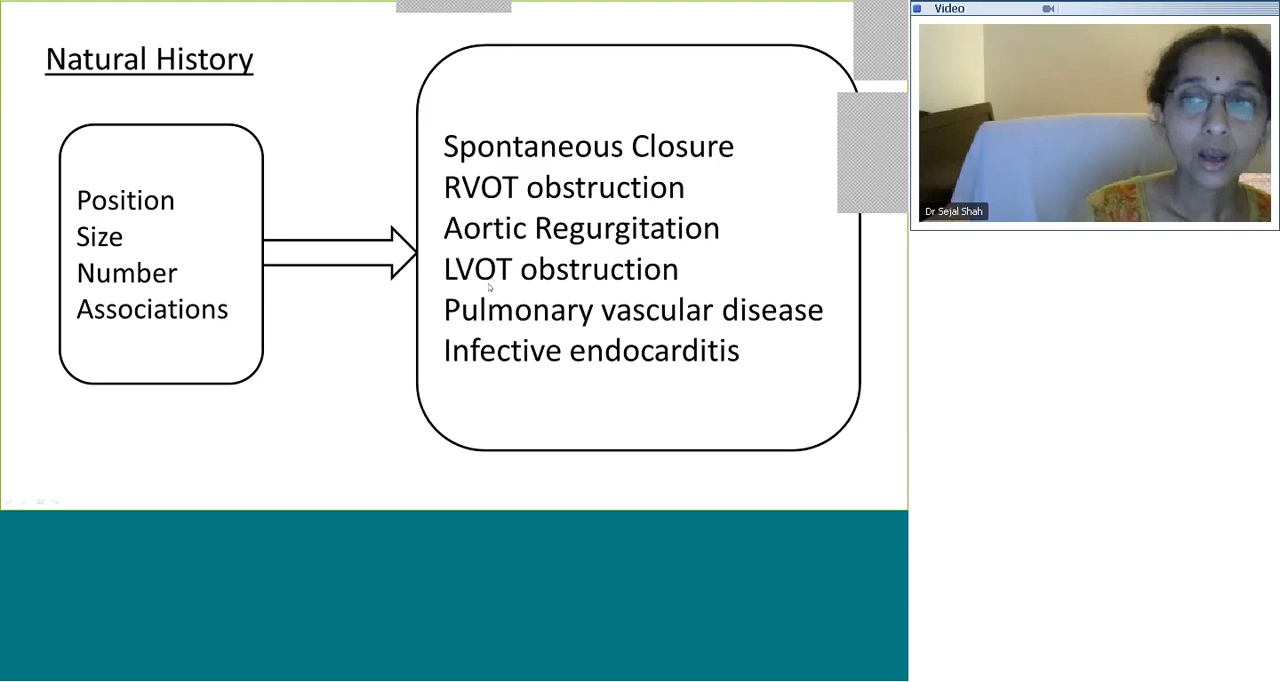 Natural History
Position
Size
Number
Associations
Spontaneous Closure
RVOT obstruction
Aortic Regurgitation
LVOT obstruction
Pulmonary vascular disease
Infective endocarditis
Video
Dr Sejal Shah